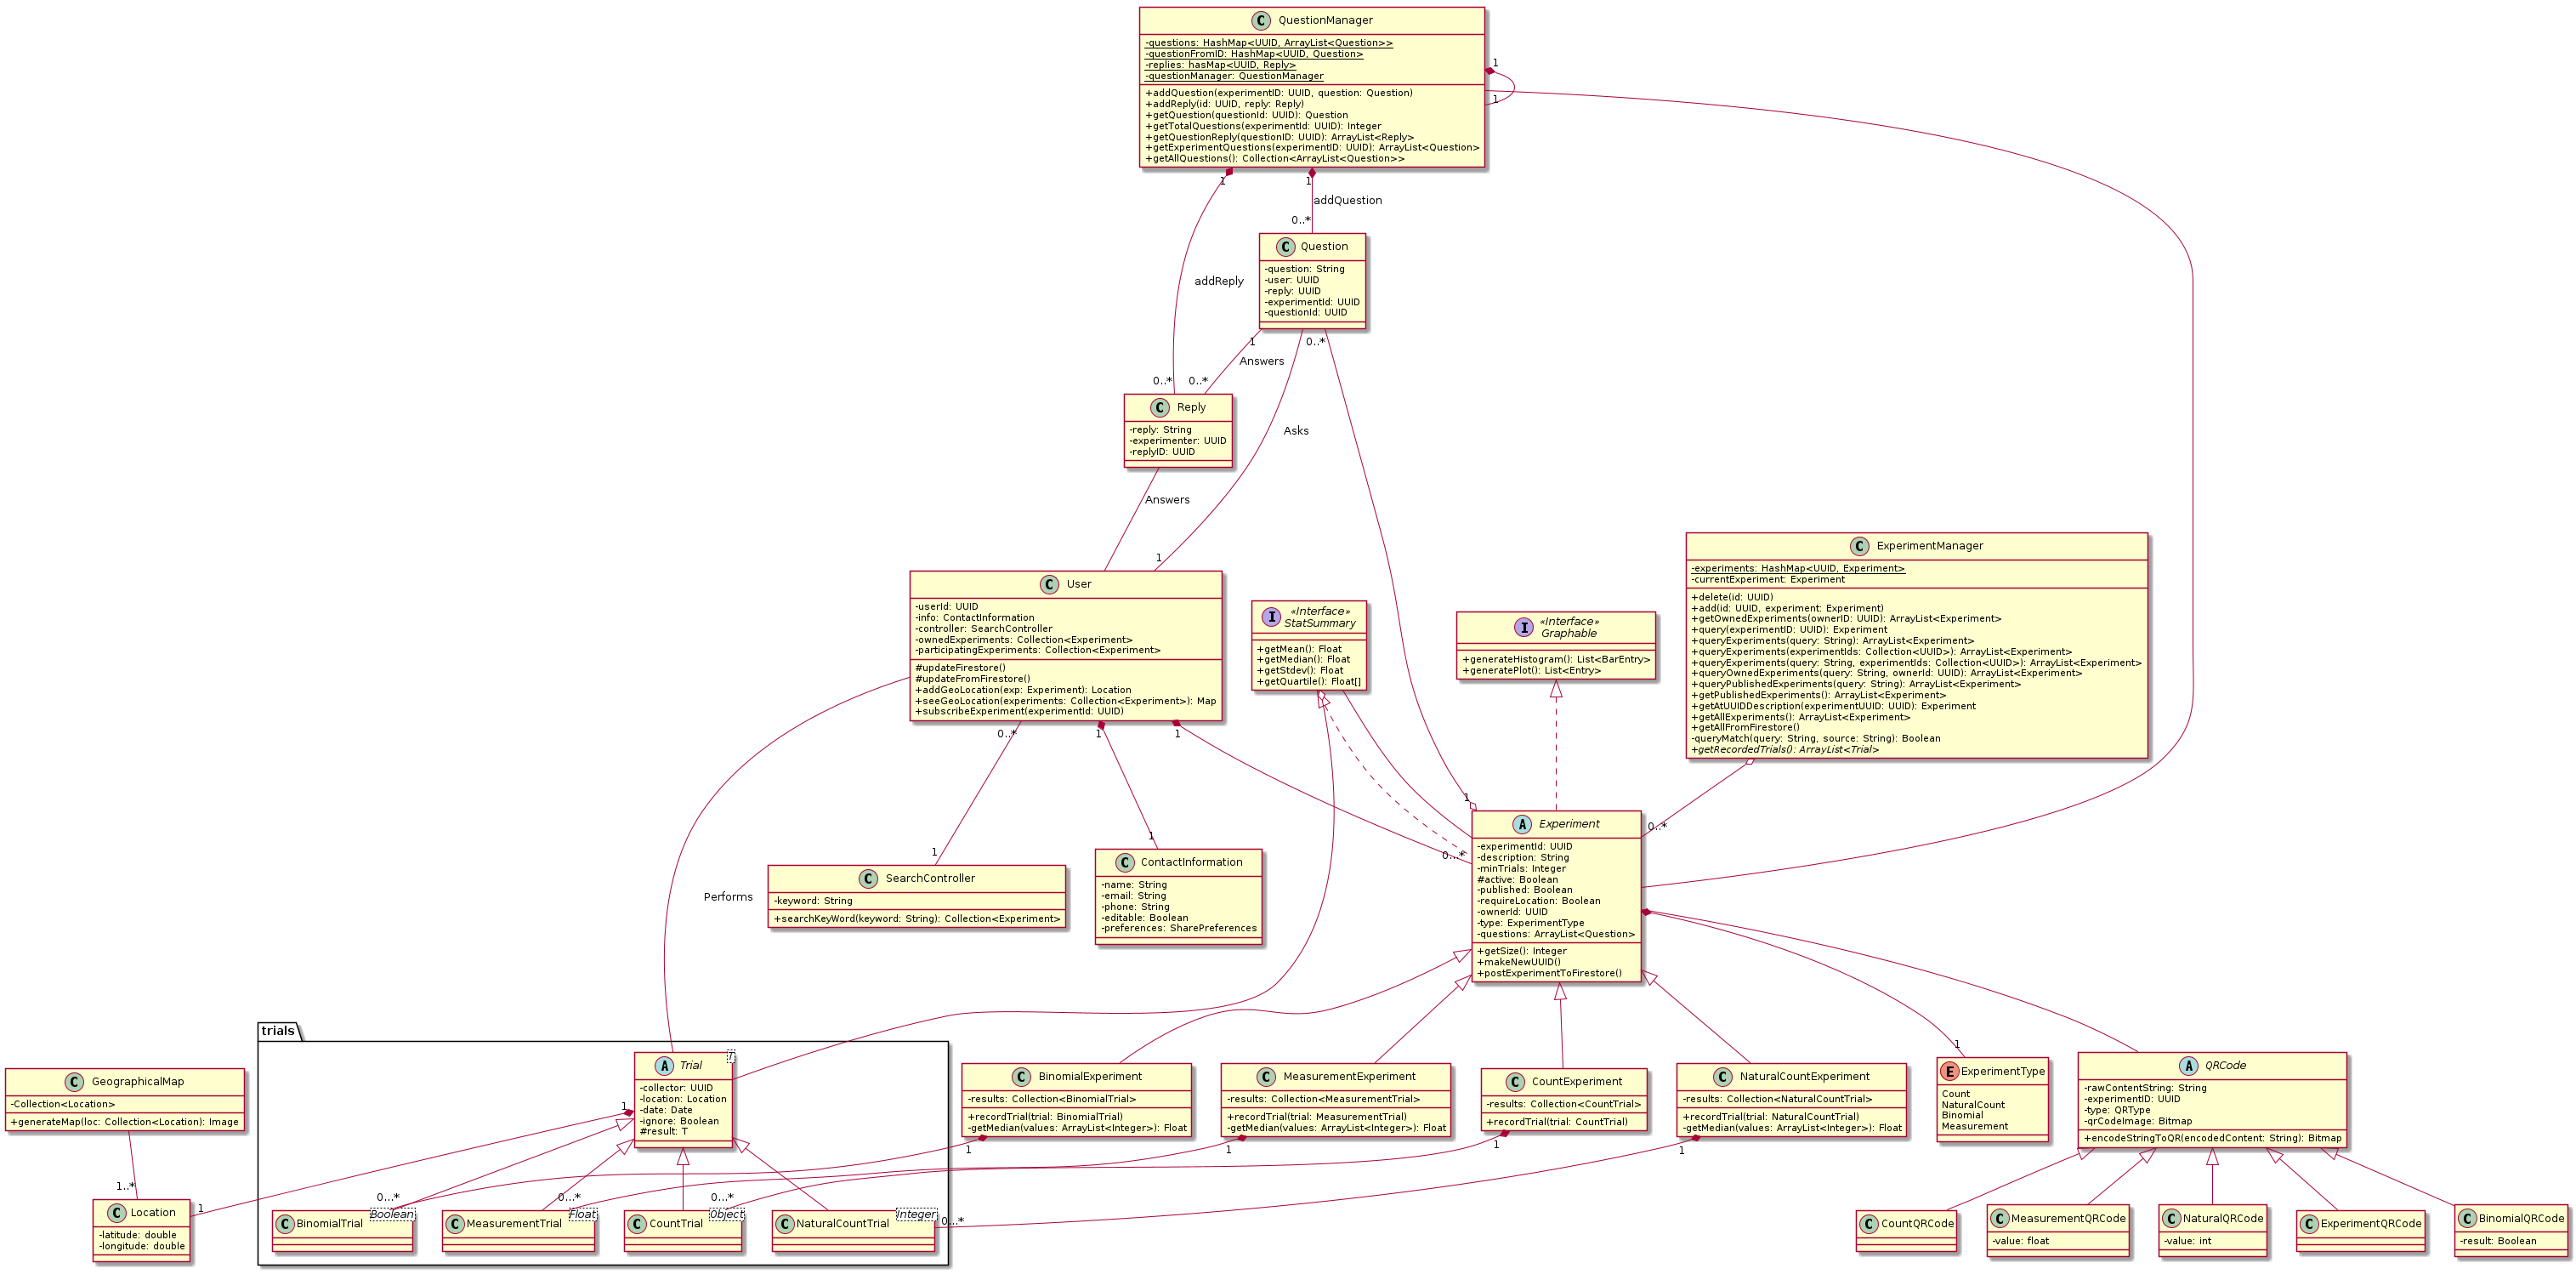 QuestionManager
-questions: HashMap<UUID, ArrayList<Question>>
-questionFromID: HashMap<UUID, Question>
-replies: hasMap<UUID, Reply>
-questionManager: QuestionManager
+addQuestion(experimentID: UUID, question: Question)
+addReply(id: UUID, reply: Reply)
+getQuestion(questionId: UUID): Question
+getTotalQuestions(experimentId: UUID): Integer
+getQuestionReply(questionID: UUID): ArrayList<Reply>
+getExperimentQuestions(experimentID: UUID): ArrayList<Question>
+getAllQuestions(): Collection<ArrayList<Question>>
1
1
1
1
addQuestion
0..*
Question
-question: String
-user: UUID
-reply: UUID
-experimentId: UUID
-questionId: UUID
addReply
1
0..*
Answers
0..*
0..*
Reply
-reply: String
-experimenter: UUID
-replyID: UUID
Asks
Answers
1
User
-userId: UUID
-info: ContactInformation
-controller: SearchController
-ownedExperiments: Collection<Experiment>
-participatingExperiments: Collection<Experiment>
#updateFirestore()
#updateFromFirestore()
+addGeoLocation(exp: Experiment): Location
+seeGeoLocation(experiments: Collection<Experiment>): Map
+subscribeExperiment(experimentId: UUID)
«Interface»
StatSummary
+getMean(): Float
+getMedian(): Float
+getStdev(): Float
+getQuartile(): Float[]
«Interface»
Graphable
+generateHistogram(): List<BarEntry>
+generatePlot(): List<Entry>
ExperimentManager
-experiments: HashMap<UUID, Experiment>
-currentExperiment: Experiment
+delete(id: UUID)
+add(id: UUID, experiment: Experiment)
+getOwnedExperiments(ownerID: UUID): ArrayList<Experiment>
+query(experimentID: UUID): Experiment
+queryExperiments(query: String): ArrayList<Experiment>
+queryExperiments(experimentIds: Collection<UUID>): ArrayList<Experiment>
+queryExperiments(query: String, experimentIds: Collection<UUID>): ArrayList<Experiment>
+queryOwnedExperiments(query: String, ownerId: UUID): ArrayList<Experiment>
+queryPublishedExperiments(query: String): ArrayList<Experiment>
+getPublishedExperiments(): ArrayList<Experiment>
+getAtUUIDDescription(experimentUUID: UUID): Experiment
+getAllExperiments(): ArrayList<Experiment>
+getAllFromFirestore()
-queryMatch(query: String, source: String): Boolean
+getRecordedTrials(): ArrayList<Trial>
0..*
1
1
1
0..*
1
1
0...*
SearchController
-keyword: String
+searchKeyWord(keyword: String): Collection<Experiment>
ContactInformation
-name: String
-email: String
-phone: String
-editable: Boolean
-preferences: SharePreferences
Experiment
-experimentId: UUID
-description: String
-minTrials: Integer
#active: Boolean
-published: Boolean
-requireLocation: Boolean
-ownerId: UUID
-type: ExperimentType
-questions: ArrayList<Question>
+getSize(): Integer
+makeNewUUID()
+postExperimentToFirestore()
Performs
trials
GeographicalMap
-Collection<Location>
+generateMap(loc: Collection<Location): Image
Trial
T
-collector: UUID
-location: Location
-date: Date
-ignore: Boolean
#result: T
1
BinomialExperiment
-results: Collection<BinomialTrial>
+recordTrial(trial: BinomialTrial)
-getMedian(values: ArrayList<Integer>): Float
MeasurementExperiment
-results: Collection<MeasurementTrial>
+recordTrial(trial: MeasurementTrial)
-getMedian(values: ArrayList<Integer>): Float
CountExperiment
-results: Collection<CountTrial>
+recordTrial(trial: CountTrial)
NaturalCountExperiment
-results: Collection<NaturalCountTrial>
+recordTrial(trial: NaturalCountTrial)
-getMedian(values: ArrayList<Integer>): Float
1
ExperimentType
Count
NaturalCount
Binomial
Measurement
QRCode
-rawContentString: String
-experimentID: UUID
-type: QRType
-qrCodeImage: Bitmap
+encodeStringToQR(encodedContent: String): Bitmap
1
1
1
1
1..*
1
0...*
0...*
0...*
0...*
Location
-latitude: double
-longitude: double
BinomialTrial
Boolean
MeasurementTrial
Float
CountTrial
Object
NaturalCountTrial
Integer
CountQRCode
MeasurementQRCode
-value: float
NaturalQRCode
-value: int
ExperimentQRCode
BinomialQRCode
-result: Boolean